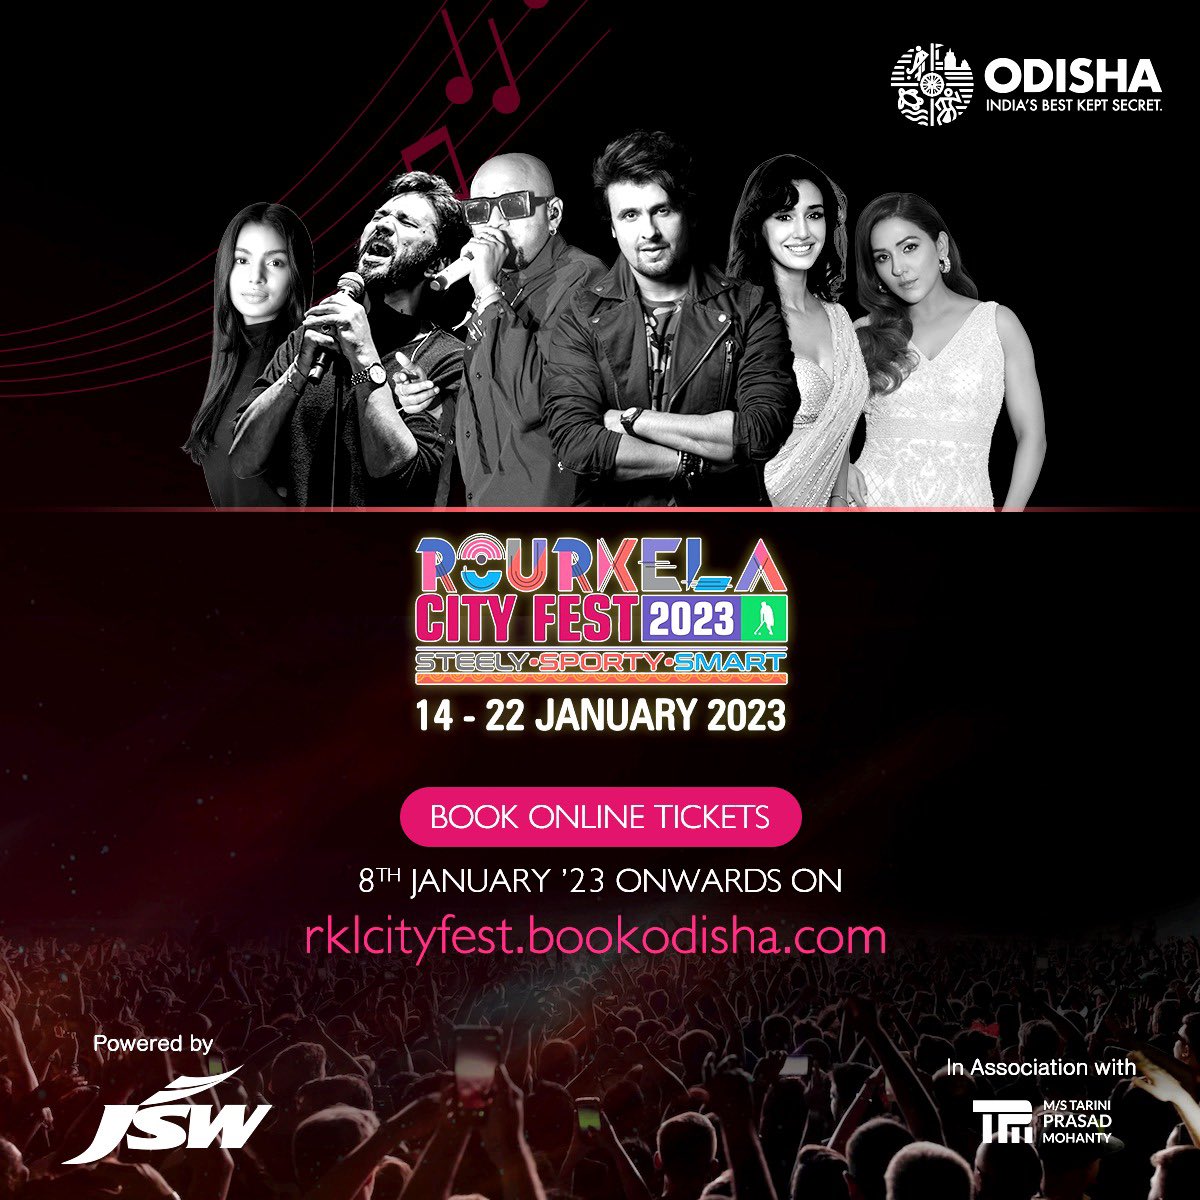 ODISHA
INDIA'S BEST KEPT SECRET.
ROURKELA
CITY FEST 2023
STEELY•SPORTY•SMART
14 - 22 JANUARY 2023
BOOK ONLINE TICKETS
8TH JANUARY '23 ONWARDS ON
rklcityfest.bookodisha.com
Powered by
JSW
In Association with
M/S TARINI
PRASAD
MOHANTY